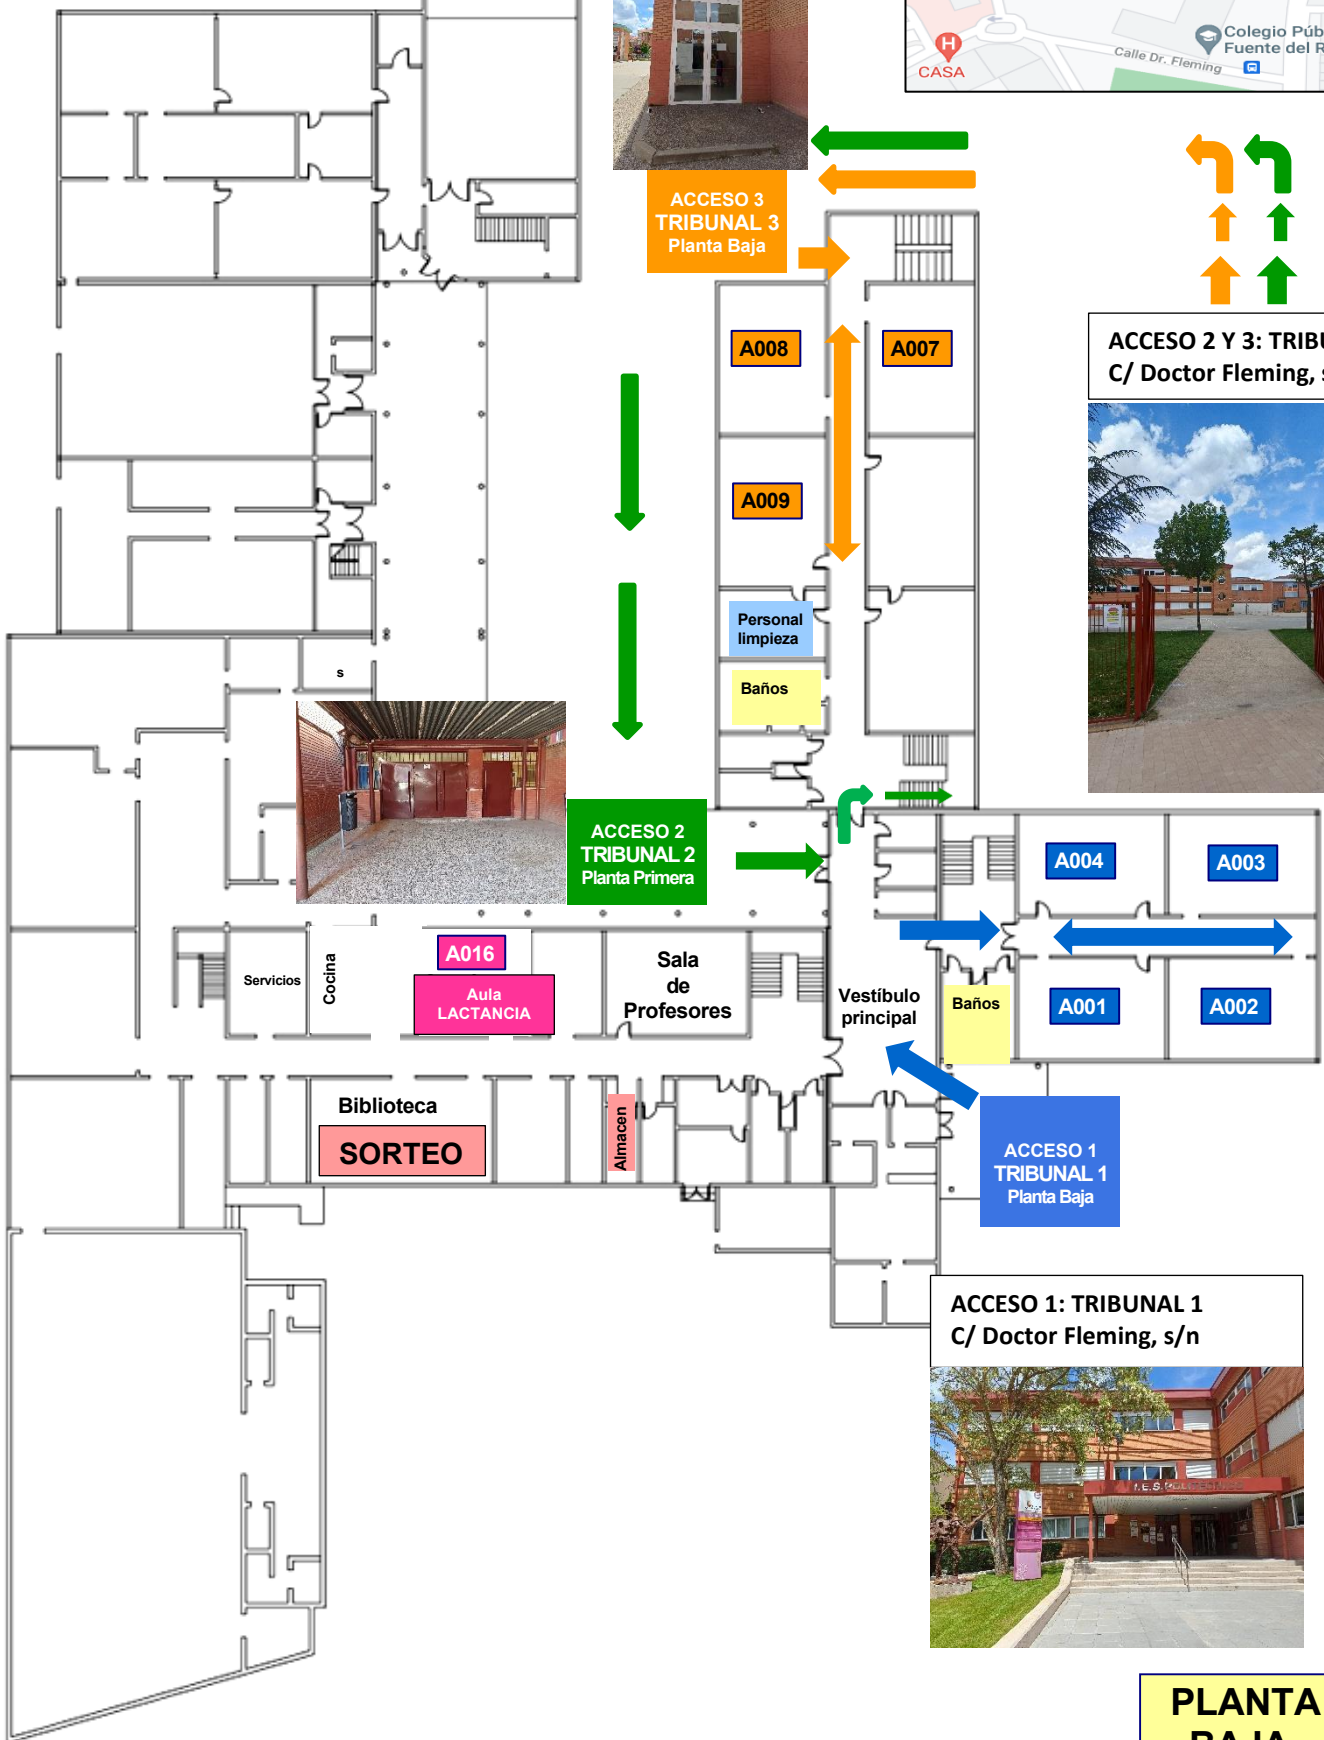 Colegio Púb
Fuente del R
Calle Dr. Fleming
H
CASA
ACCESO 3
TRIBUNAL 3
Planta Baja
ACCESO 2 Y 3: TRIBU
C/ Doctor Fleming, s
A008
A007
A009
Personal
limpieza
Baños
s
ACCESO 2
TRIBUNAL 2
Planta Primera
A004
A003
A016
Aula
LACTANCIA
Servicios
Cocina
Sala
de
Profesores
Vestíbulo
principal
Baños
A001
A002
Biblioteca
SORTEO
Almacen
ACCESO 1
TRIBUNAL 1
Planta Baja
ACCESO 1: TRIBUNAL 1
C/ Doctor Fleming, s/n
I.E.S. POLITÉCNICO
PLANTA
BAJA